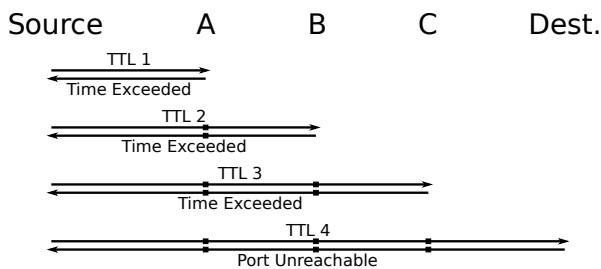 Source A B C Dest.
TTL 1
Time Exceeded
TTL 2
Time Exceeded
TTL 3
Time Exceeded
TTL 4
Port Unreachable